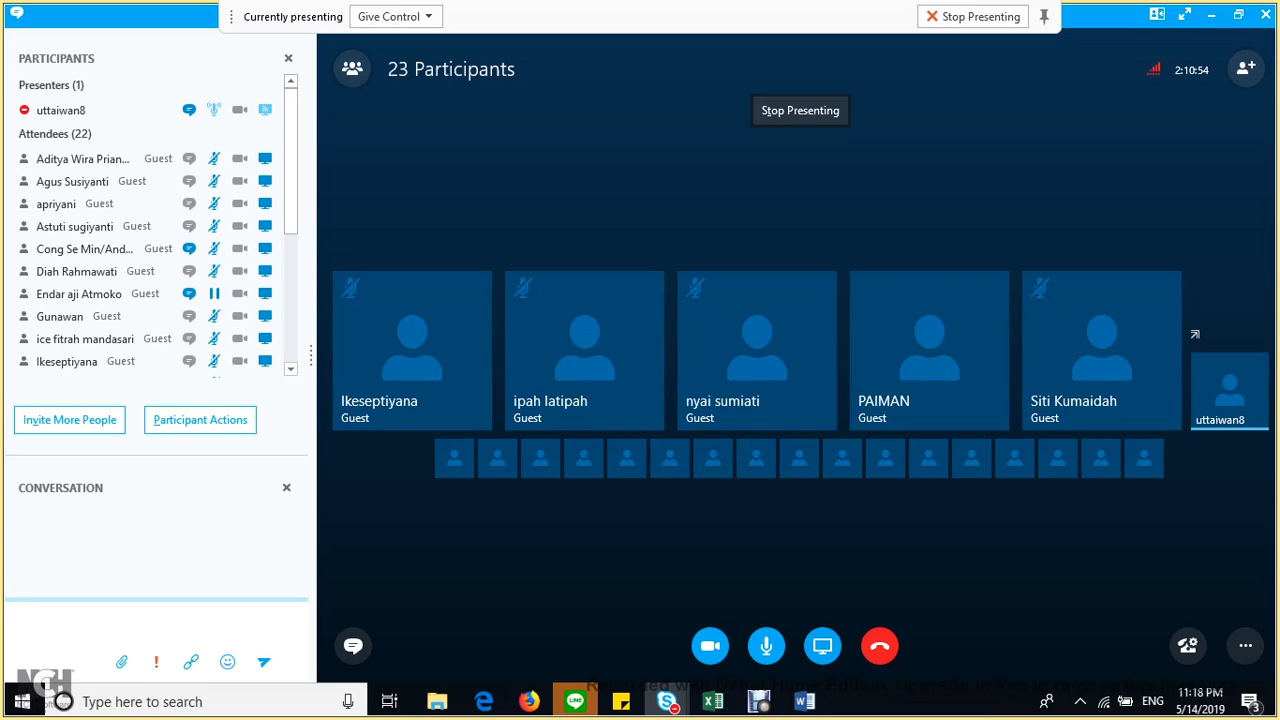 Currently presenting
Give Control
Stop Presenting
PARTICIPANTS
Presenters (1)
uttaiwan8
Attendees (22)
Aditya Wira Prian... Guest
Agus Susiyanti Guest
apriyani Guest
Astuti sugiyanti Guest
Cong Se Min/And... Guest
Diah Rahmawati Guest
Endar aji Atmoko Guest
Gunawan Guest
ice fitrah mandasari Guest
Ikeseptiyana Guest
Invite More People
Participant Actions
CONVERSATION
23 Participants
2:10:54
Stop Presenting
Ikeseptiyana
Guest
ipah latipah
Guest
nyai sumiati
Guest
PAIMAN
Guest
Siti Kumaidah
Guest
uttaiwan8
NCH
Type here to search
ENG
11:18 PM
5/14/2019
3